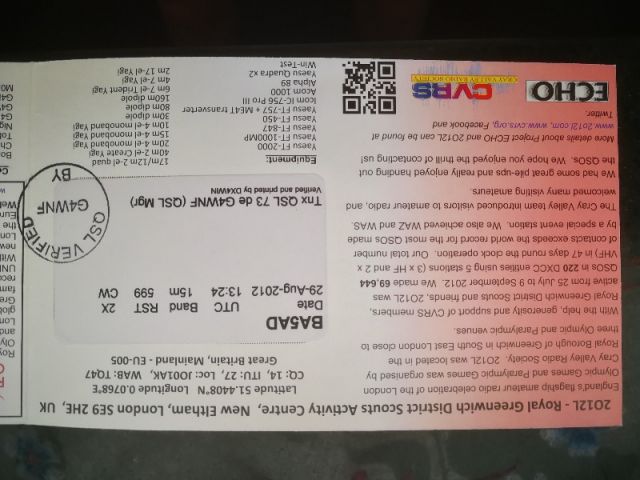 2O12L - Royal Greenwich District Scouts Activity Centre, New Eltham, London SE9 2HE, UK
England's flagship amateur radio celebration of the London
Olympic Games and Paralympic Games was organised by
Cray Valley Radio Society. 2O12L was located in the
Royal Borough of Greenwich in South East London close to
three Olympic and Paralympic venues.
With the help, generosity and support of CVRS members,
Royal Greenwich District Scouts and friends, 2O12L was
active from 25 July to 9 September 2012. We made 69,644
QSOs in 220 DXCC entities using 5 stations (3 x HF and 2 x
VHF) in 47 days round the clock operation. Our total number
of contacts exceeds the world record for the most QSOs made
by a special event station. We also achieved WAZ and WAS.
The Cray Valley Team introduced visitors to amateur radio, and
welcomed many visiting amateurs.
We had some great pile-ups and really enjoyed handing out
the QSOs. We hope you enjoyed the thrill of contacting us!
More details about ECHO Project and 2O12L can be found at
www.2o12l.com, www.cvrs.org, Facebook and
Twitter.
ECHO
CVRS
CRAY VALLEY RADIO SOCIETY
Latitude 51.4408°N Longitude 0.0768°E
CQ: 14, ITU: 27, Loc: JO01AK, WAB: TQ47
Great Britain, Mainland - EU-005
BA5AD
Date UTC Band RST 2X
29-Aug-2012 13:24 15m 599 CW
Tnx QSL 73 de G4WNF (QSL Mgr)
Verified and printed by DX4WIN
QSL VERIFIED
G4WNF
BY
Equipment:
Yaesu FT-2000
Yaesu FT-1000MP
Yaesu FT-847
Yaesu FT-450
Yaesu FT-757 + ME4T transverter
Icom IC-756 Pro III
Acom 1000
Alpha 89
Yaesu Quadra x2
Win-Test
17m/12m 2-el quad
40m 2-el Yagi
20m 4-el monoband Yagi
15m 4-el monoband Yagi
10m 4-el monoband Yagi
30m dipole
80m dipole
160m dipole
6m 7-el Trident Yagi
4m 7-el Yagi
2m 17-el Yagi